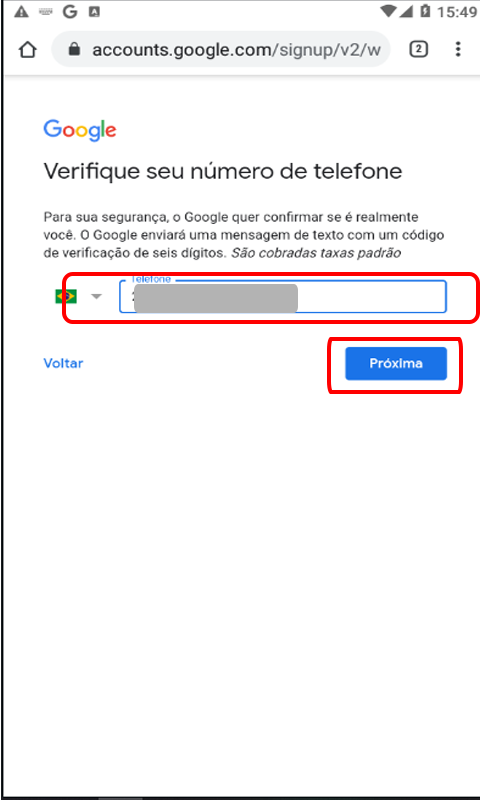 15:49
accounts.google.com/signup/v2/w
2
Google
Verifique seu número de telefone
Para sua segurança, o Google quer confirmar se é realmente
você. O Google enviará uma mensagem de texto com um código
de verificação de seis dígitos. São cobradas taxas padrão
Telefone
Voltar
Próxima